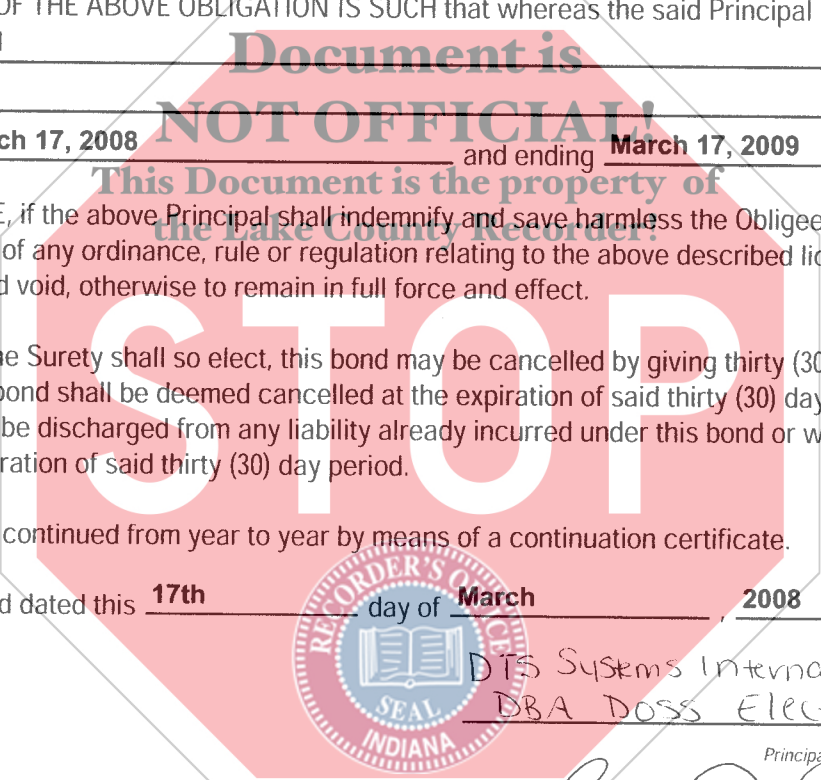 OF THE ABOVE OBLIGATION IS SUCH that whereas the said Principal
Document is
NOT OFFICIAL!
ch 17, 2008 and ending March 17, 2009
This Document is the property of
the Lake County Recorder!
E, if the above Principal shall indemnify and save harmless the Obligee
of any ordinance, rule or regulation relating to the above described lic
d void, otherwise to remain in full force and effect.
STOP
e Surety shall so elect, this bond may be cancelled by giving thirty (30
bond shall be deemed cancelled at the expiration of said thirty (30) day
be discharged from any liability already incurred under this bond or w
ration of said thirty (30) day period.
continued from year to year by means of a continuation certificate.
d dated this 17th day of March , 2008
RECORDER'S OFFICE
SEAL
INDIANA
DTS Systems Interna
DBA Doss Elec
Principa